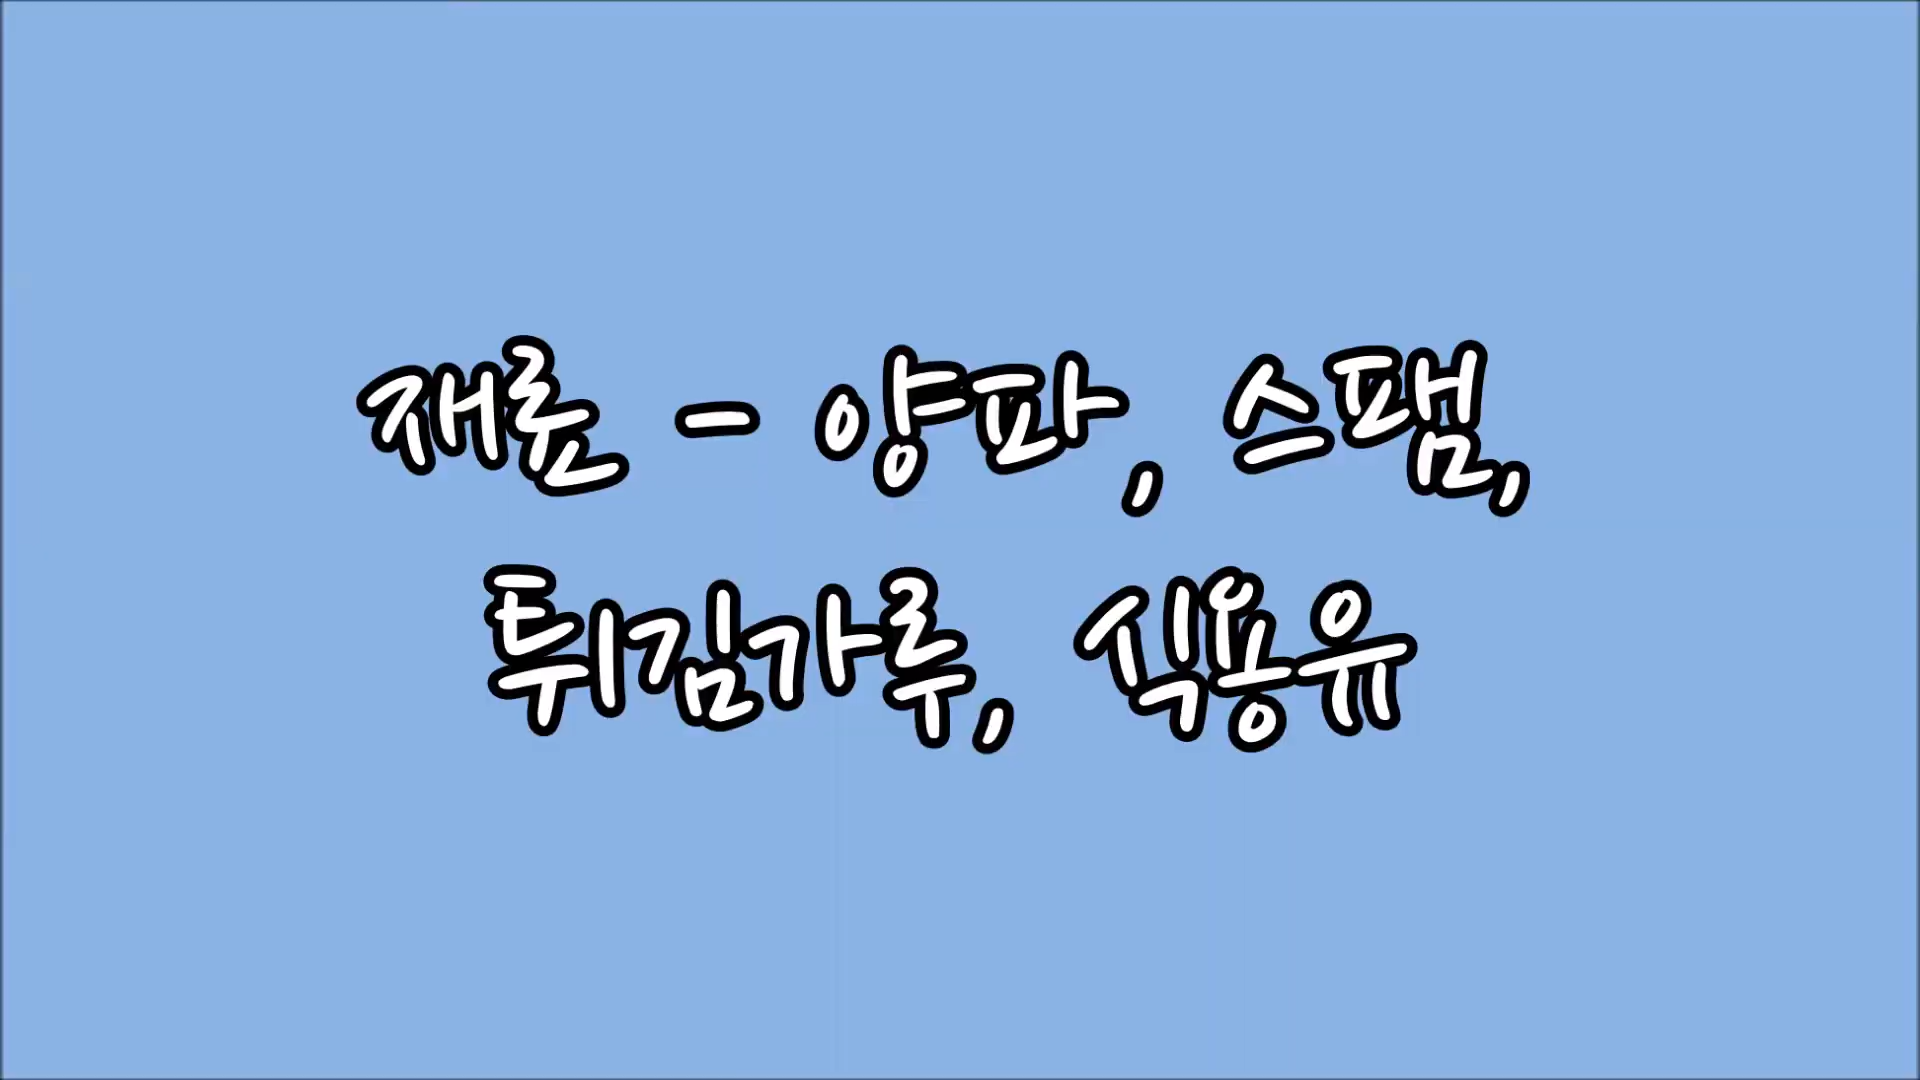 재료 - 양파, 스팸,
튀김가루, 식용유